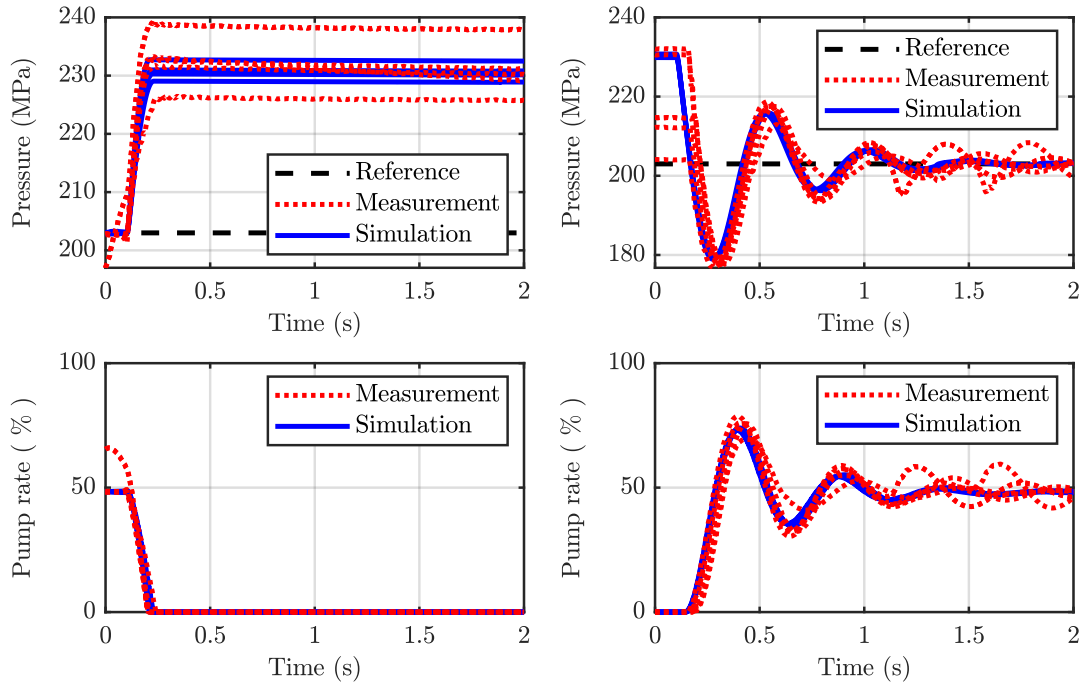 240
230
220
210
200
Pressure (MPa)
Reference
Measurement
Simulation
0 0.5 1 1.5 2
Time (s)
240
220
200
180
Pressure (MPa)
Reference
Measurement
Simulation
0 0.5 1 1.5 2
Time (s)
100
50
0
Pump rate ( % )
Measurement
Simulation
0 0.5 1 1.5 2
Time (s)
100
50
0
Pump rate ( % )
Measurement
Simulation
0 0.5 1 1.5 2
Time (s)